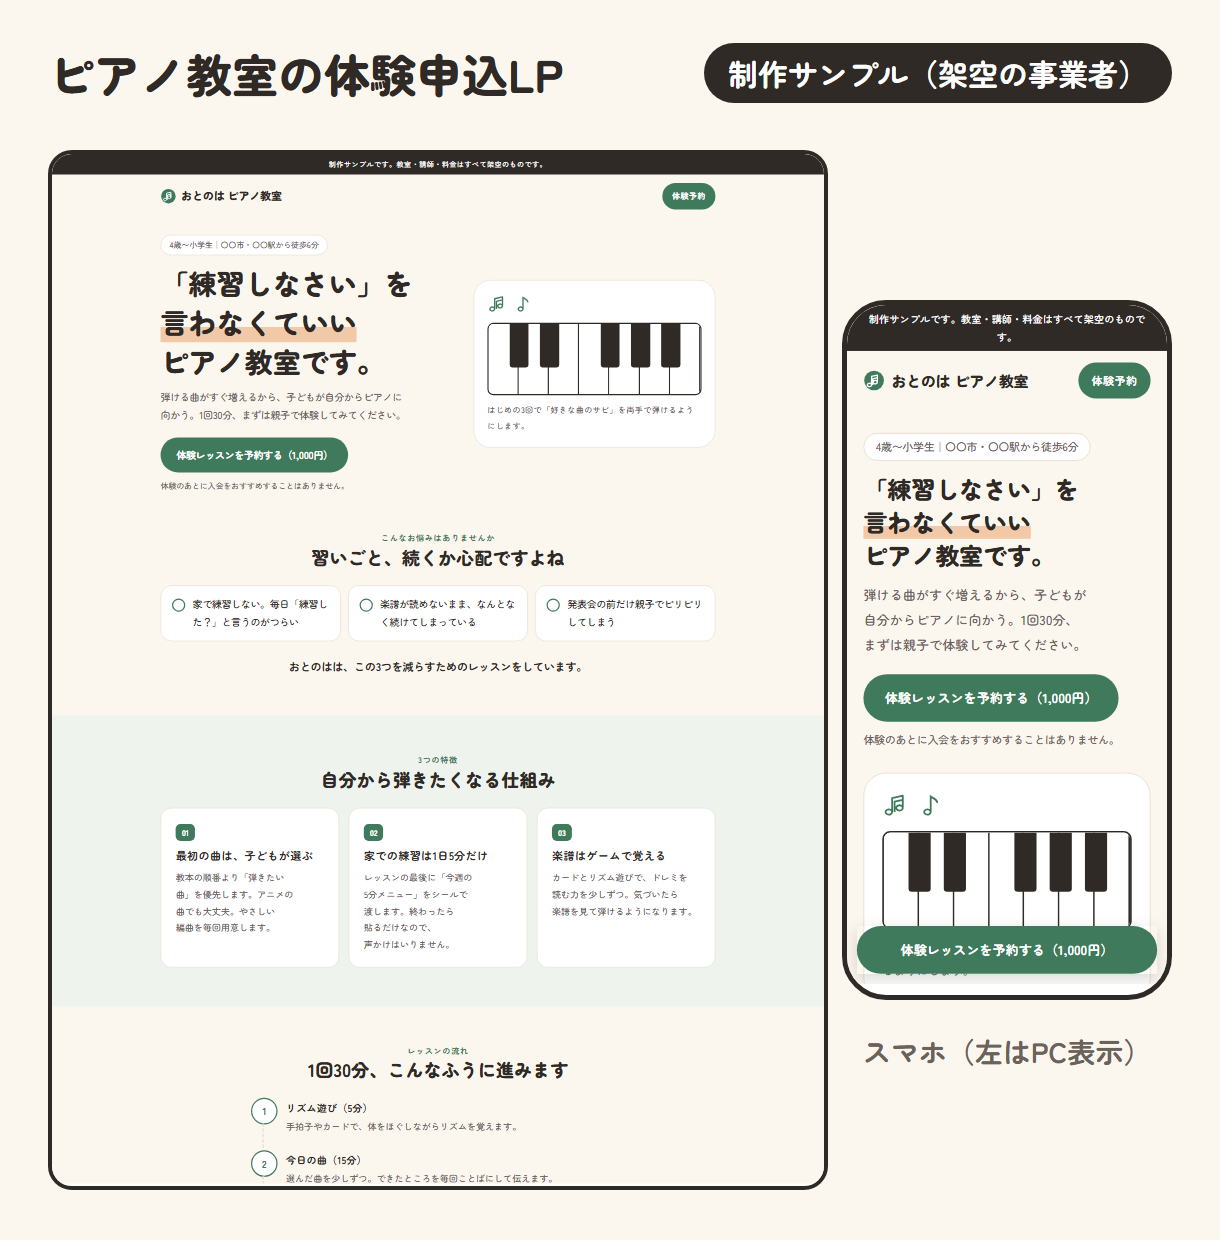 ピアノ教室の体験申込LP
制作サンプル（架空の事業者）
制作サンプルです。教室・講師・料金はすべて架空のものです。
おとのは ピアノ教室
体験予約
4歳〜小学生｜〇〇市・〇〇駅から徒歩6分
「練習しなさい」を
言わなくていい
ピアノ教室です。
弾ける曲がすぐ増えるから、子どもが自分からピアノに
向かう。1回30分、まずは親子で体験してみてください。
体験レッスンを予約する（1,000円）
体験のあとに入会をおすすめすることはありません。
はじめの3回で「好きな曲のサビ」を両手で弾けるよう
にします。
こんなお悩みはありませんか
習いごと、続くか心配ですよね
家で練習しない。毎日「練習し
た？」と言うのがつらい
楽譜が読めないまま、なんとな
く続けてしまっている
発表会の前だけ親子でピリピリ
してしまう
おとのはは、この3つを減らすためのレッスンをしています。
3つの特徴
自分から弾きたくなる仕組み
01
最初の曲は、子どもが選ぶ
教本の順番より「弾きたい
曲」を優先します。アニメの
曲でも大丈夫。やさしい
編曲を毎回用意します。
02
家での練習は1日5分だけ
レッスンの最後に「今週の
5分メニュー」をシールで
渡します。終わったら
貼るだけなので、
声かけはいりません。
03
楽譜はゲームで覚える
カードとリズム遊びで、ドレミを
読む力を少しずつ。気づいたら
楽譜を見て弾けるようになります。
レッスンの流れ
1回30分、こんなふうに進みます
1
リズム遊び（5分）
手拍子やカードで、体をほぐしながらリズムを覚えます。
2
今日の曲（15分）
選んだ曲を少しずつ。できたところを毎回ことばにして伝えます。
制作サンプルです。教室・講師・料金はすべて架空のもので
す。
おとのは ピアノ教室
体験予約
4歳〜小学生｜〇〇市・〇〇駅から徒歩6分
「練習しなさい」を
言わなくていい
ピアノ教室です。
弾ける曲がすぐ増えるから、子どもが
自分からピアノに向かう。1回30分、
まずは親子で体験してみてください。
体験レッスンを予約する（1,000円）
体験のあとに入会をおすすめすることはありません。
体験レッスンを予約する（1,000円）
スマホ（左はPC表示）